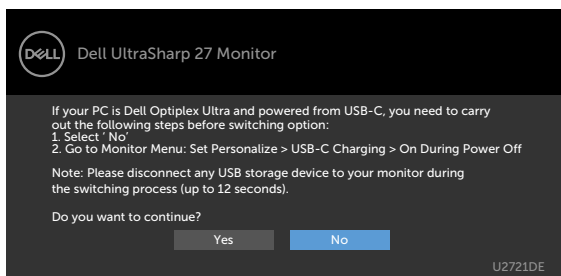 DELL
Dell UltraSharp 27 Monitor
If your PC is Dell Optiplex Ultra and powered from USB-C, you need to carry
out the following steps before switching option:
1. Select ‘ No’
2. Go to Monitor Menu: Set Personalize > USB-C Charging > On During Power Off
Note: Please disconnect any USB storage device to your monitor during
the switching process (up to 12 seconds).
Do you want to continue?
Yes No
U2721DE